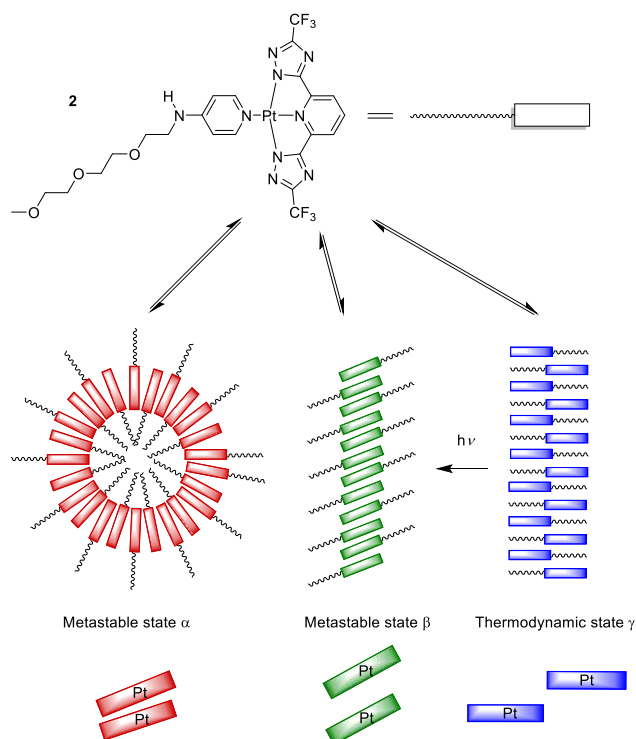 CF₃
N
N
N
2
H
N
N
Pt
N
O
O
N
N
N
O
CF₃
hν
Metastable state α
Metastable state β
Thermodynamic state γ
Pt
Pt
Pt
Pt
Pt
Pt